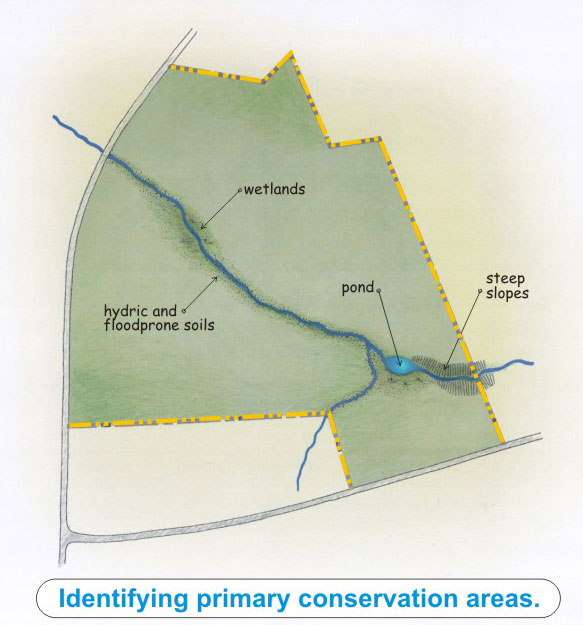 wetlands
pond
steep
slopes
hydric and
floodprone soils
Identifying primary conservation areas.